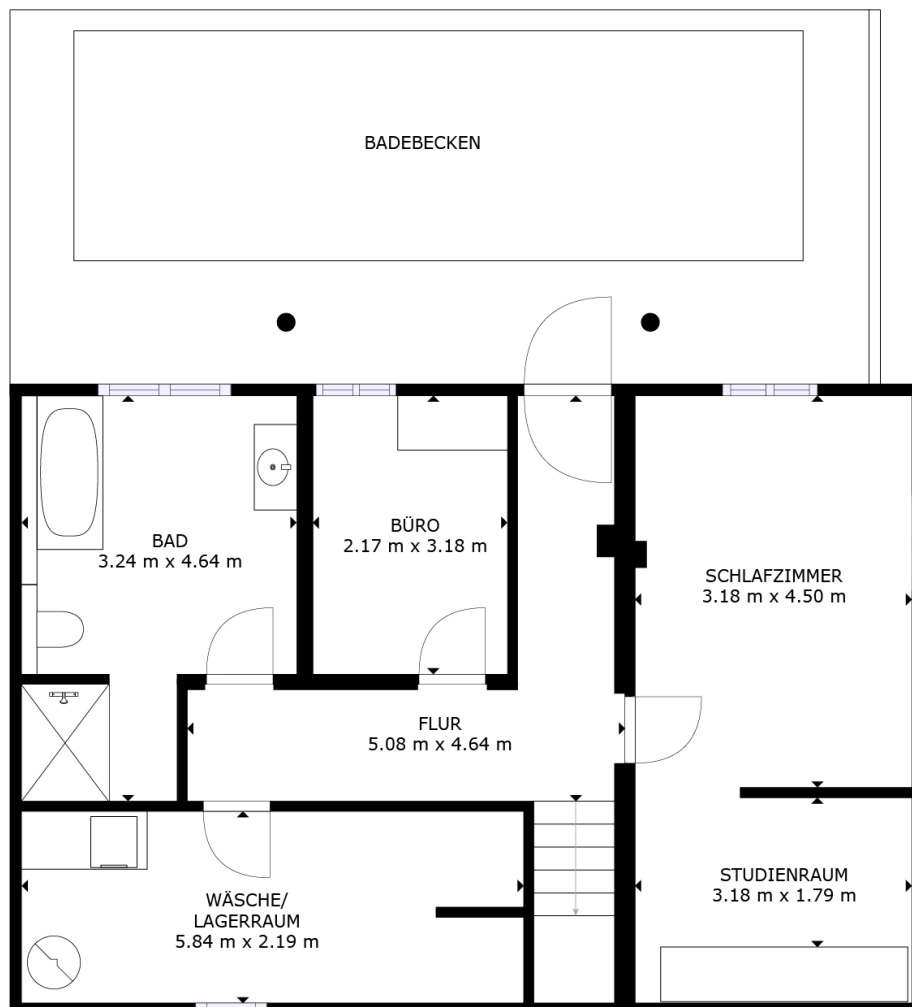 BADEBECKEN
BÜRO
2.17 m x 3.18 m
BAD
3.24 m x 4.64 m
SCHLAFZIMMER
3.18 m x 4.50 m
FLUR
5.08 m x 4.64 m
STUDIENRAUM
3.18 m x 1.79 m
WÄSCHE/
LAGERRAUM
5.84 m x 2.19 m